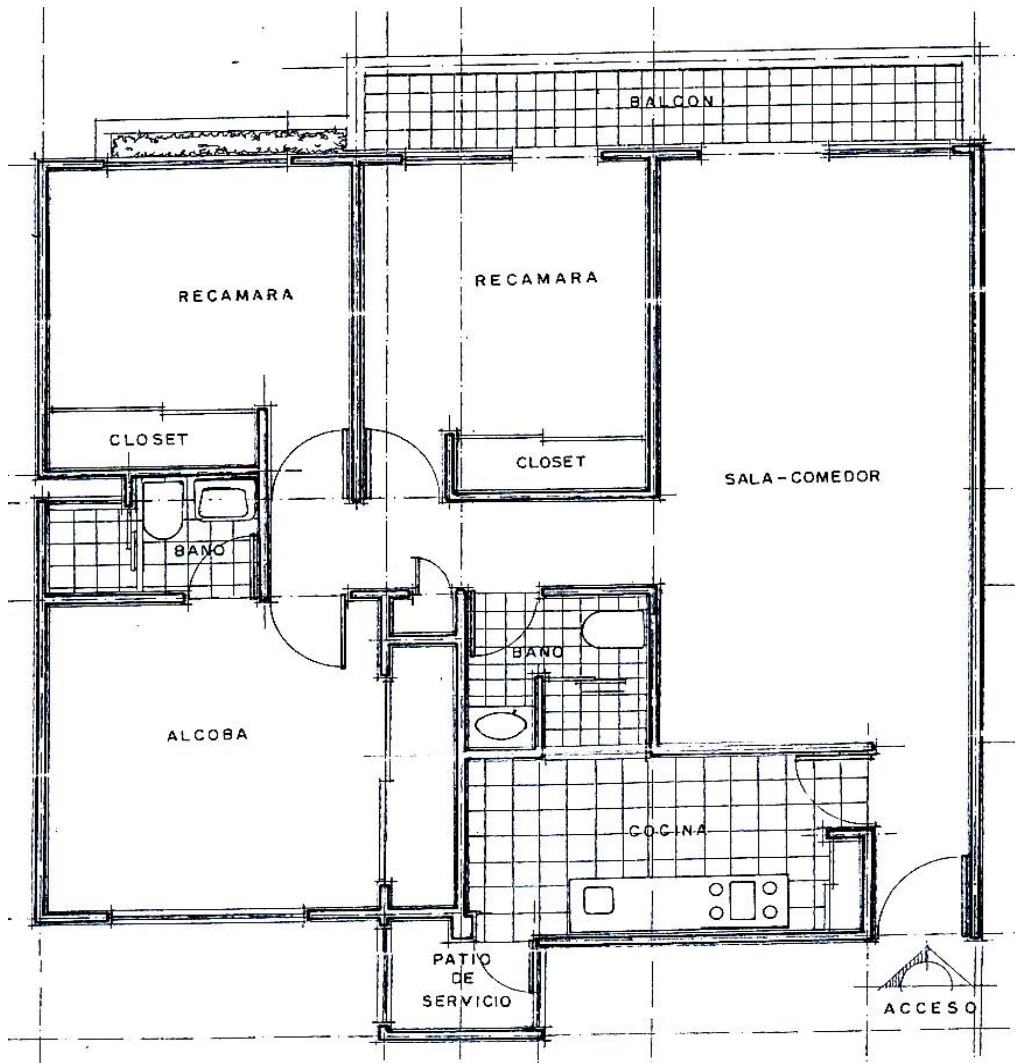 BALCON
RECAMARA
RECAMARA
CLOSET
CLOSET
SALA-COMEDOR
BAÑO
BAÑO
ALCOBA
COCINA
PATIO
DE
SERVICIO
ACCESO